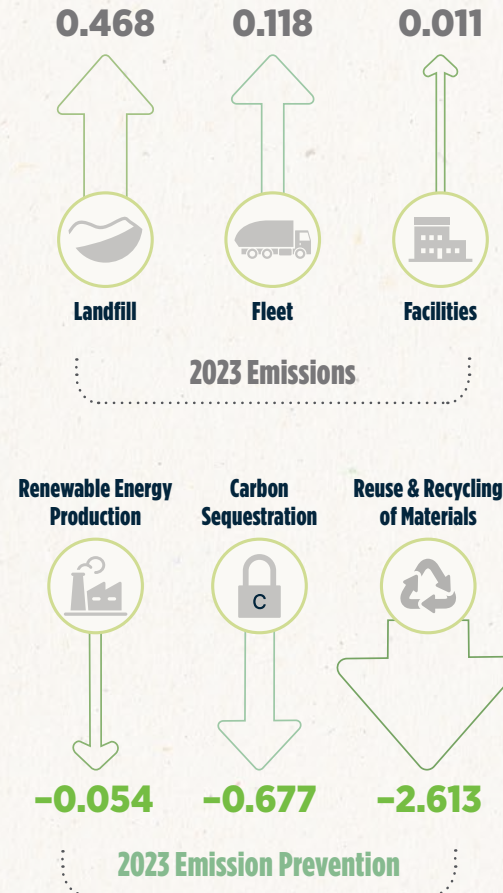 0.468 0.118 0.011
Landfill Fleet Facilities
2023 Emissions
Renewable Energy Carbon Reuse & Recycling
Production Sequestration of Materials
C
-0.054 -0.677 -2.613
2023 Emission Prevention